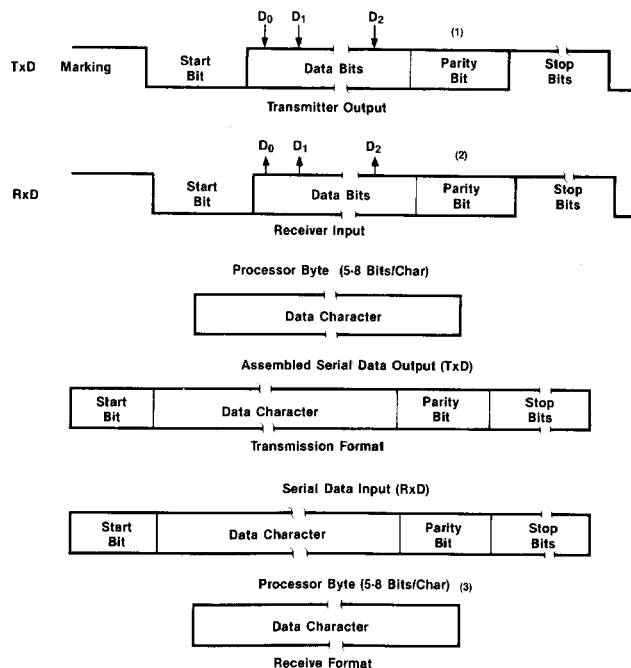 D0 D1 D2 (1)
TxD Marking Start Bit Data Bits Parity Bit Stop Bits
Transmitter Output
D0 D1 D2 (2)
RxD Start Bit Data Bits Parity Bit Stop Bits
Receiver Input
Processor Byte (5-8 Bits/Char)
Data Character
Assembled Serial Data Output (TxD)
Start Bit Data Character Parity Bit Stop Bits
Transmission Format
Serial Data Input (RxD)
Start Bit Data Character Parity Bit Stop Bits
Processor Byte (5-8 Bits/Char) (3)
Data Character
Receive Format